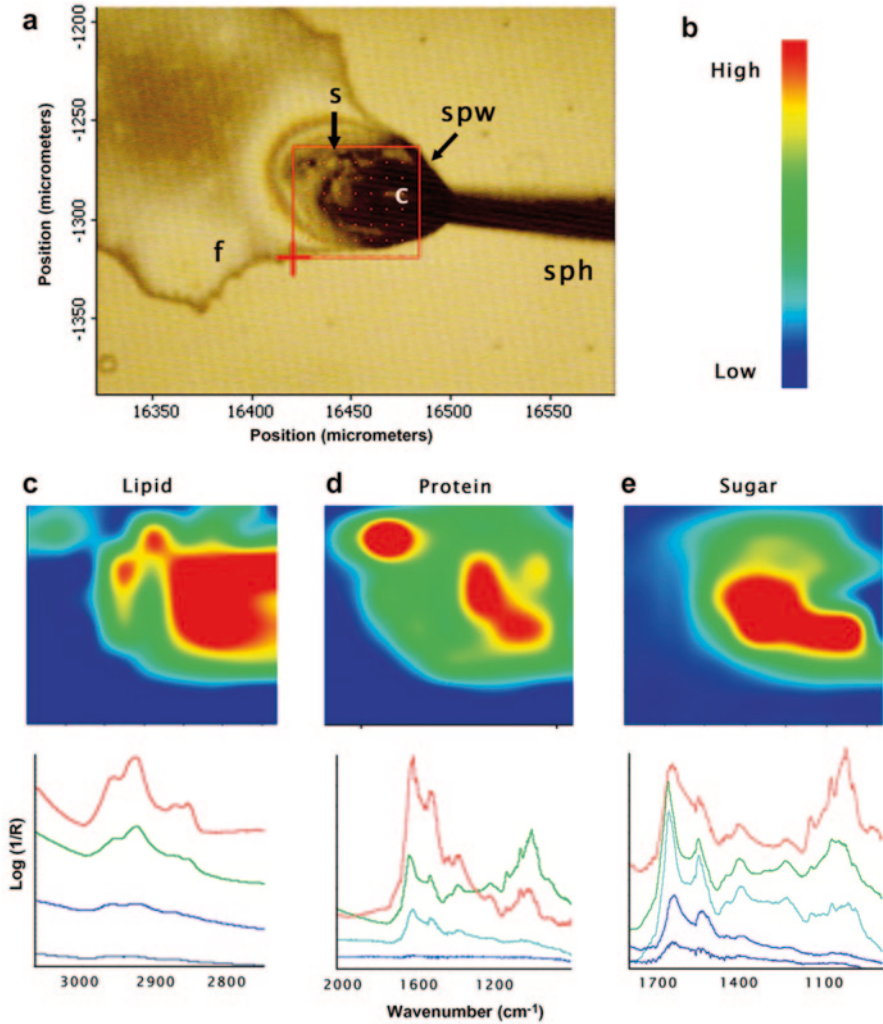 a
-1200
-1250
-1300
-1350
Position (micrometers)
s
spw
c
f
sph
16350
16400
16450
16500
16550
Position (micrometers)
b
High
Low
c
Lipid
d
Protein
e
Sugar
Log (1/R)
3000
2900
2800
2000
1600
1200
1700
1400
1100
Wavenumber (cm-1)